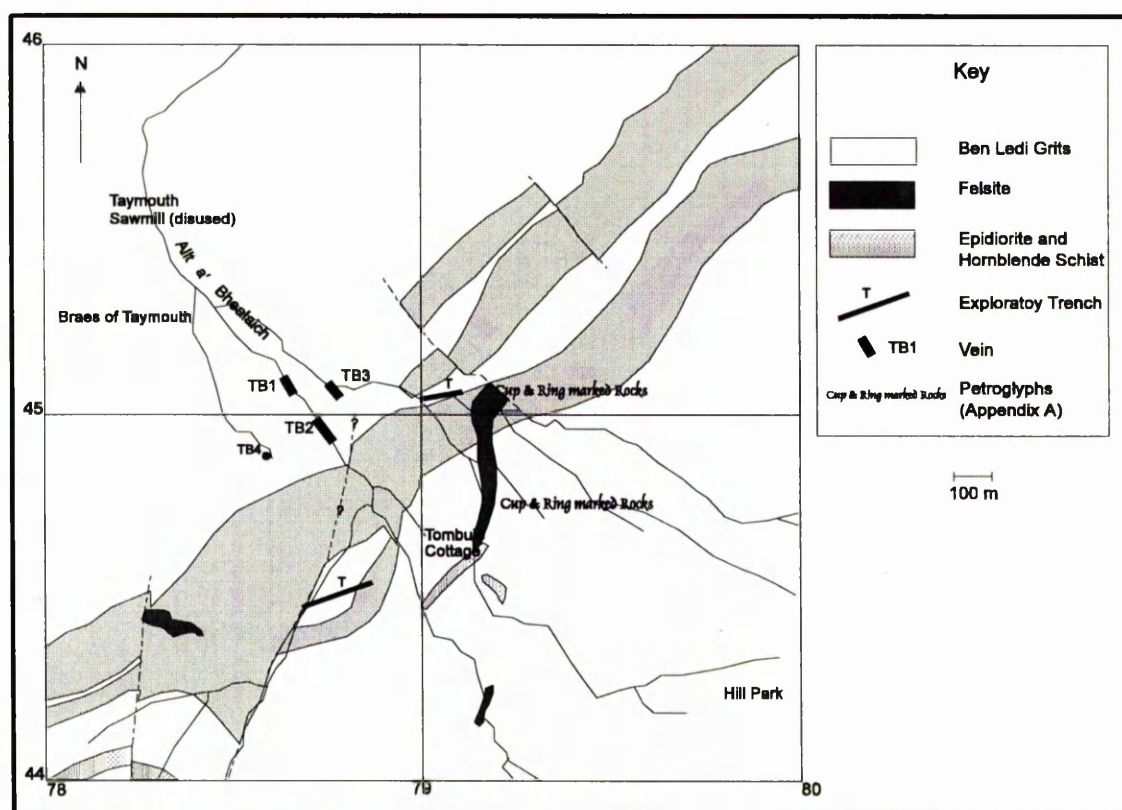 46
N
Taymouth
Sawmill (disused)
Allt a' Bhealaich
Braes of Taymouth
TB1
TB3
T
Cup & Ring marked Rocks
45
TB2
?
TB4
Cup & Ring marked Rocks
?
Tombuie
Cottage
T
Hill Park
44
78
79
80
Key
Ben Ledi Grits
Felsite
Epidiorite and
Hornblende Schist
T
Exploratoy Trench
TB1
Vein
Cup & Ring marked Rocks
Petroglyphs
(Appendix A)
100 m